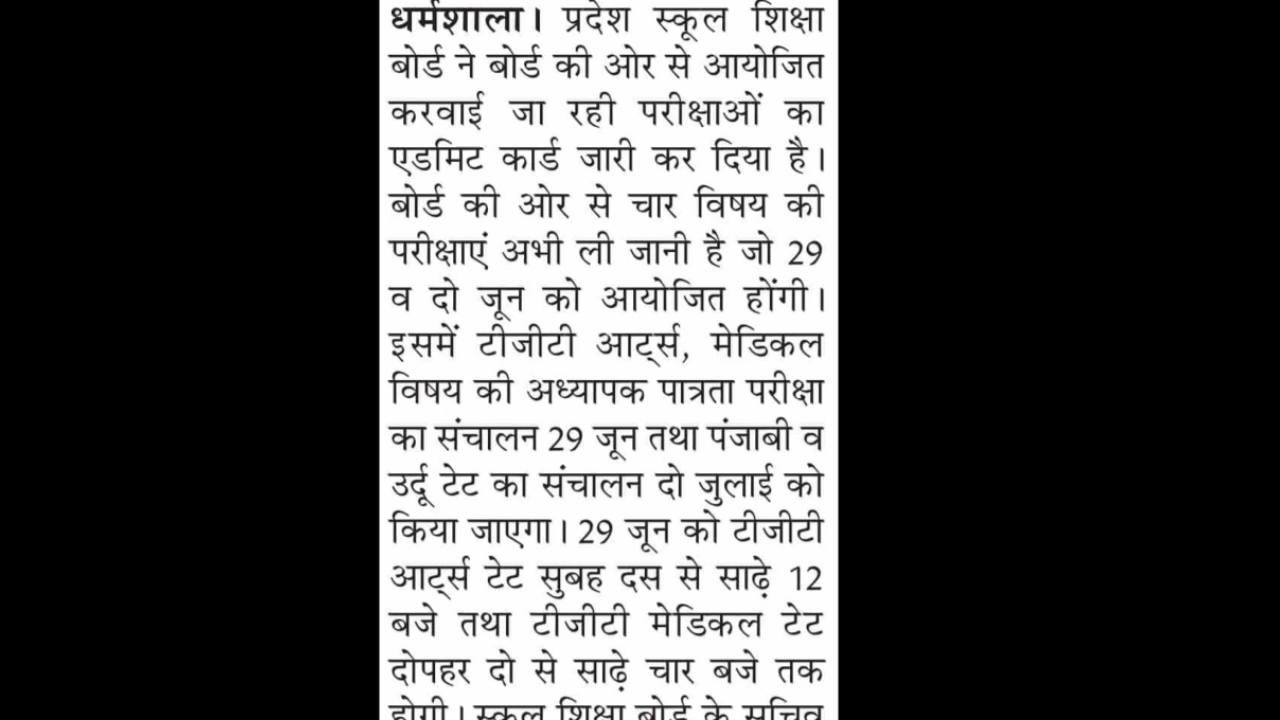 धर्मशाला। प्रदेश स्कूल शिक्षा
बोर्ड ने बोर्ड की ओर से आयोजित
करवाई जा रही परीक्षाओं का
एडमिट कार्ड जारी कर दिया है।
बोर्ड की ओर से चार विषय की
परीक्षाएं अभी ली जानी है जो 29
व दो जून को आयोजित होंगी।
इसमें टीजीटी आर्ट्स, मेडिकल
विषय की अध्यापक पात्रता परीक्षा
का संचालन 29 जून तथा पंजाबी व
उर्दू टेट का संचालन दो जुलाई को
किया जाएगा। 29 जून को टीजीटी
आर्ट्स टेट सुबह दस से साढ़े 12
बजे तथा टीजीटी मेडिकल टेट
दोपहर दो से साढ़े चार बजे तक
होगी। स्कूल शिक्षा बोर्ड के सचिव